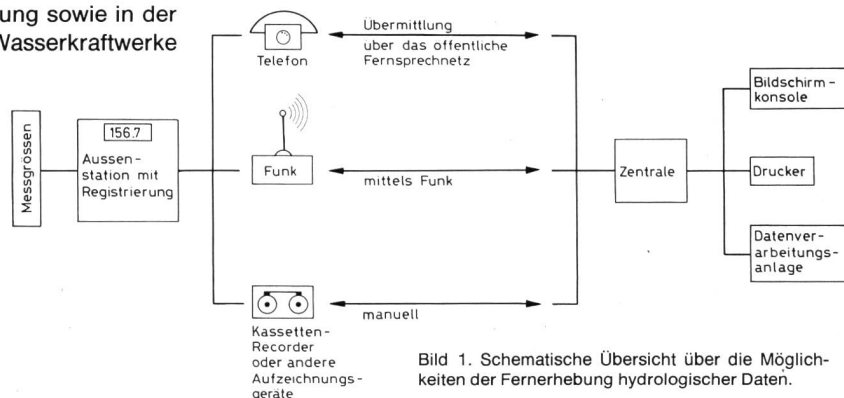 ung sowie in der
Wasserkraftwerke
Messgrössen
156.7
Aussen-
station mit
Registrierung
Telefon
Übermittlung
über das offentliche
Fernsprechnetz
Funk
mittels Funk
Kassetten-
Recorder
oder andere
Aufzeichnungs-
geräte
manuell
Zentrale
Bildschirm-
konsole
Drucker
Datenver-
arbeitungs-
anlage
Bild 1. Schematische Übersicht über die Möglich-
keiten der Fernerhebung hydrologischer Daten.